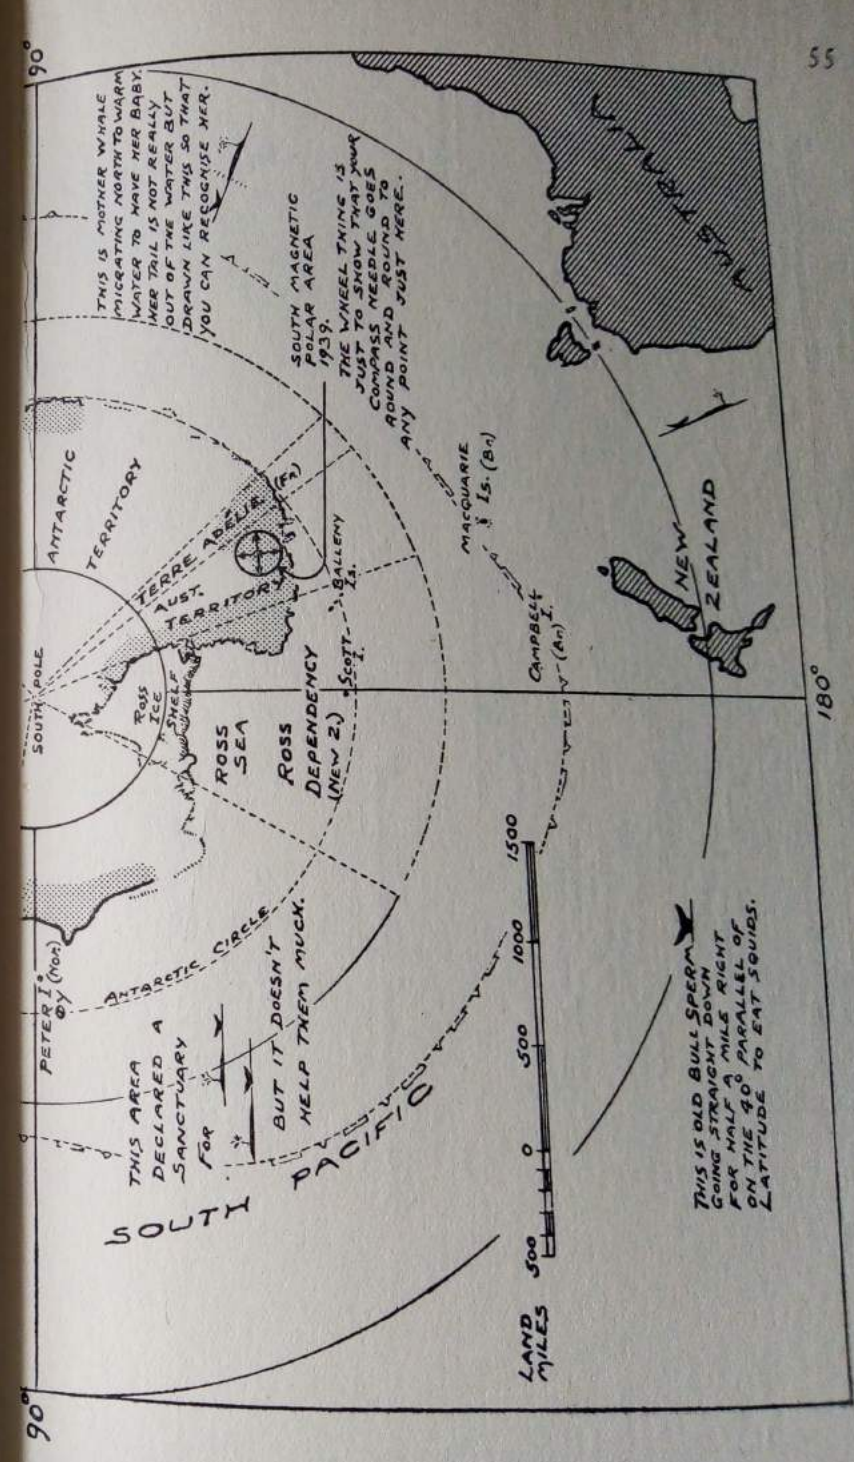 55
90°
THIS IS MOTHER WHALE
MIGRATING NORTH TO WARM
WATER TO HAVE HER BABY.
HER TAIL IS NOT REALLY
OUT OF THE WATER BUT
DRAWN LIKE THIS SO THAT
YOU CAN RECOGNISE HER.
SOUTH MAGNETIC
POLAR AREA
1939.
THE WHEEL THING IS
JUST TO SHOW THAT YOUR
COMPASS NEEDLE GOES
ROUND AND ROUND TO
ANY POINT JUST HERE.
AUSTRALIA
ANTARCTIC
TERRITORY
TERRE ADÉLIE (Fr)
AUST.
TERRITORY
BALLENY
Is.
MACQUARIE
Is. (Brı)
NEW
ZEALAND
SOUTH POLE
ROSS
ICE
SHELF
ROSS
SEA
ROSS
DEPENDENCY
(NEW Z.)
SCOTT
I.
CAMPBELL
I.
(Brı)
180°
PETER I°
ØY (Nor)
ANTARCTIC CIRCLE
THIS AREA
DECLARED A
SANCTUARY
FOR
BUT IT DOESN'T
HELP THEM MUCH.
SOUTH PACIFIC
LAND
MILES
500 0 500 1000 1500
THIS IS OLD BULL SPERM
GOING STRAIGHT DOWN
FOR HALF A MILE RIGHT
ON THE 40° PARALLEL OF
LATITUDE TO EAT SQUIDS.
90°